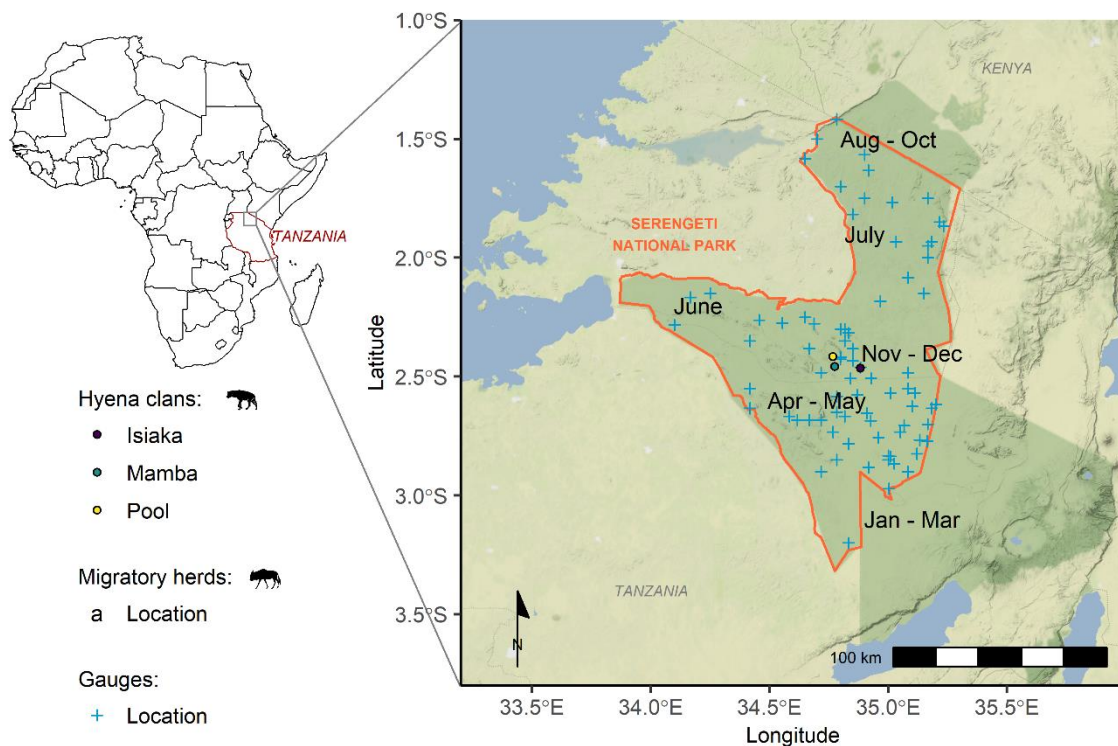 TANZANIA
Hyena clans:
Isiaka
Mamba
Pool
Migratory herds:
a Location
Gauges:
Location
Latitude
1.0°S
1.5°S
2.0°S
2.5°S
3.0°S
3.5°S
KENYA
Aug - Oct
SERENGETI
NATIONAL PARK
July
June
Nov - Dec
Apr - May
Jan - Mar
TANZANIA
N
100 km
33.5°E
34.0°E
34.5°E
35.0°E
35.5°E
Longitude